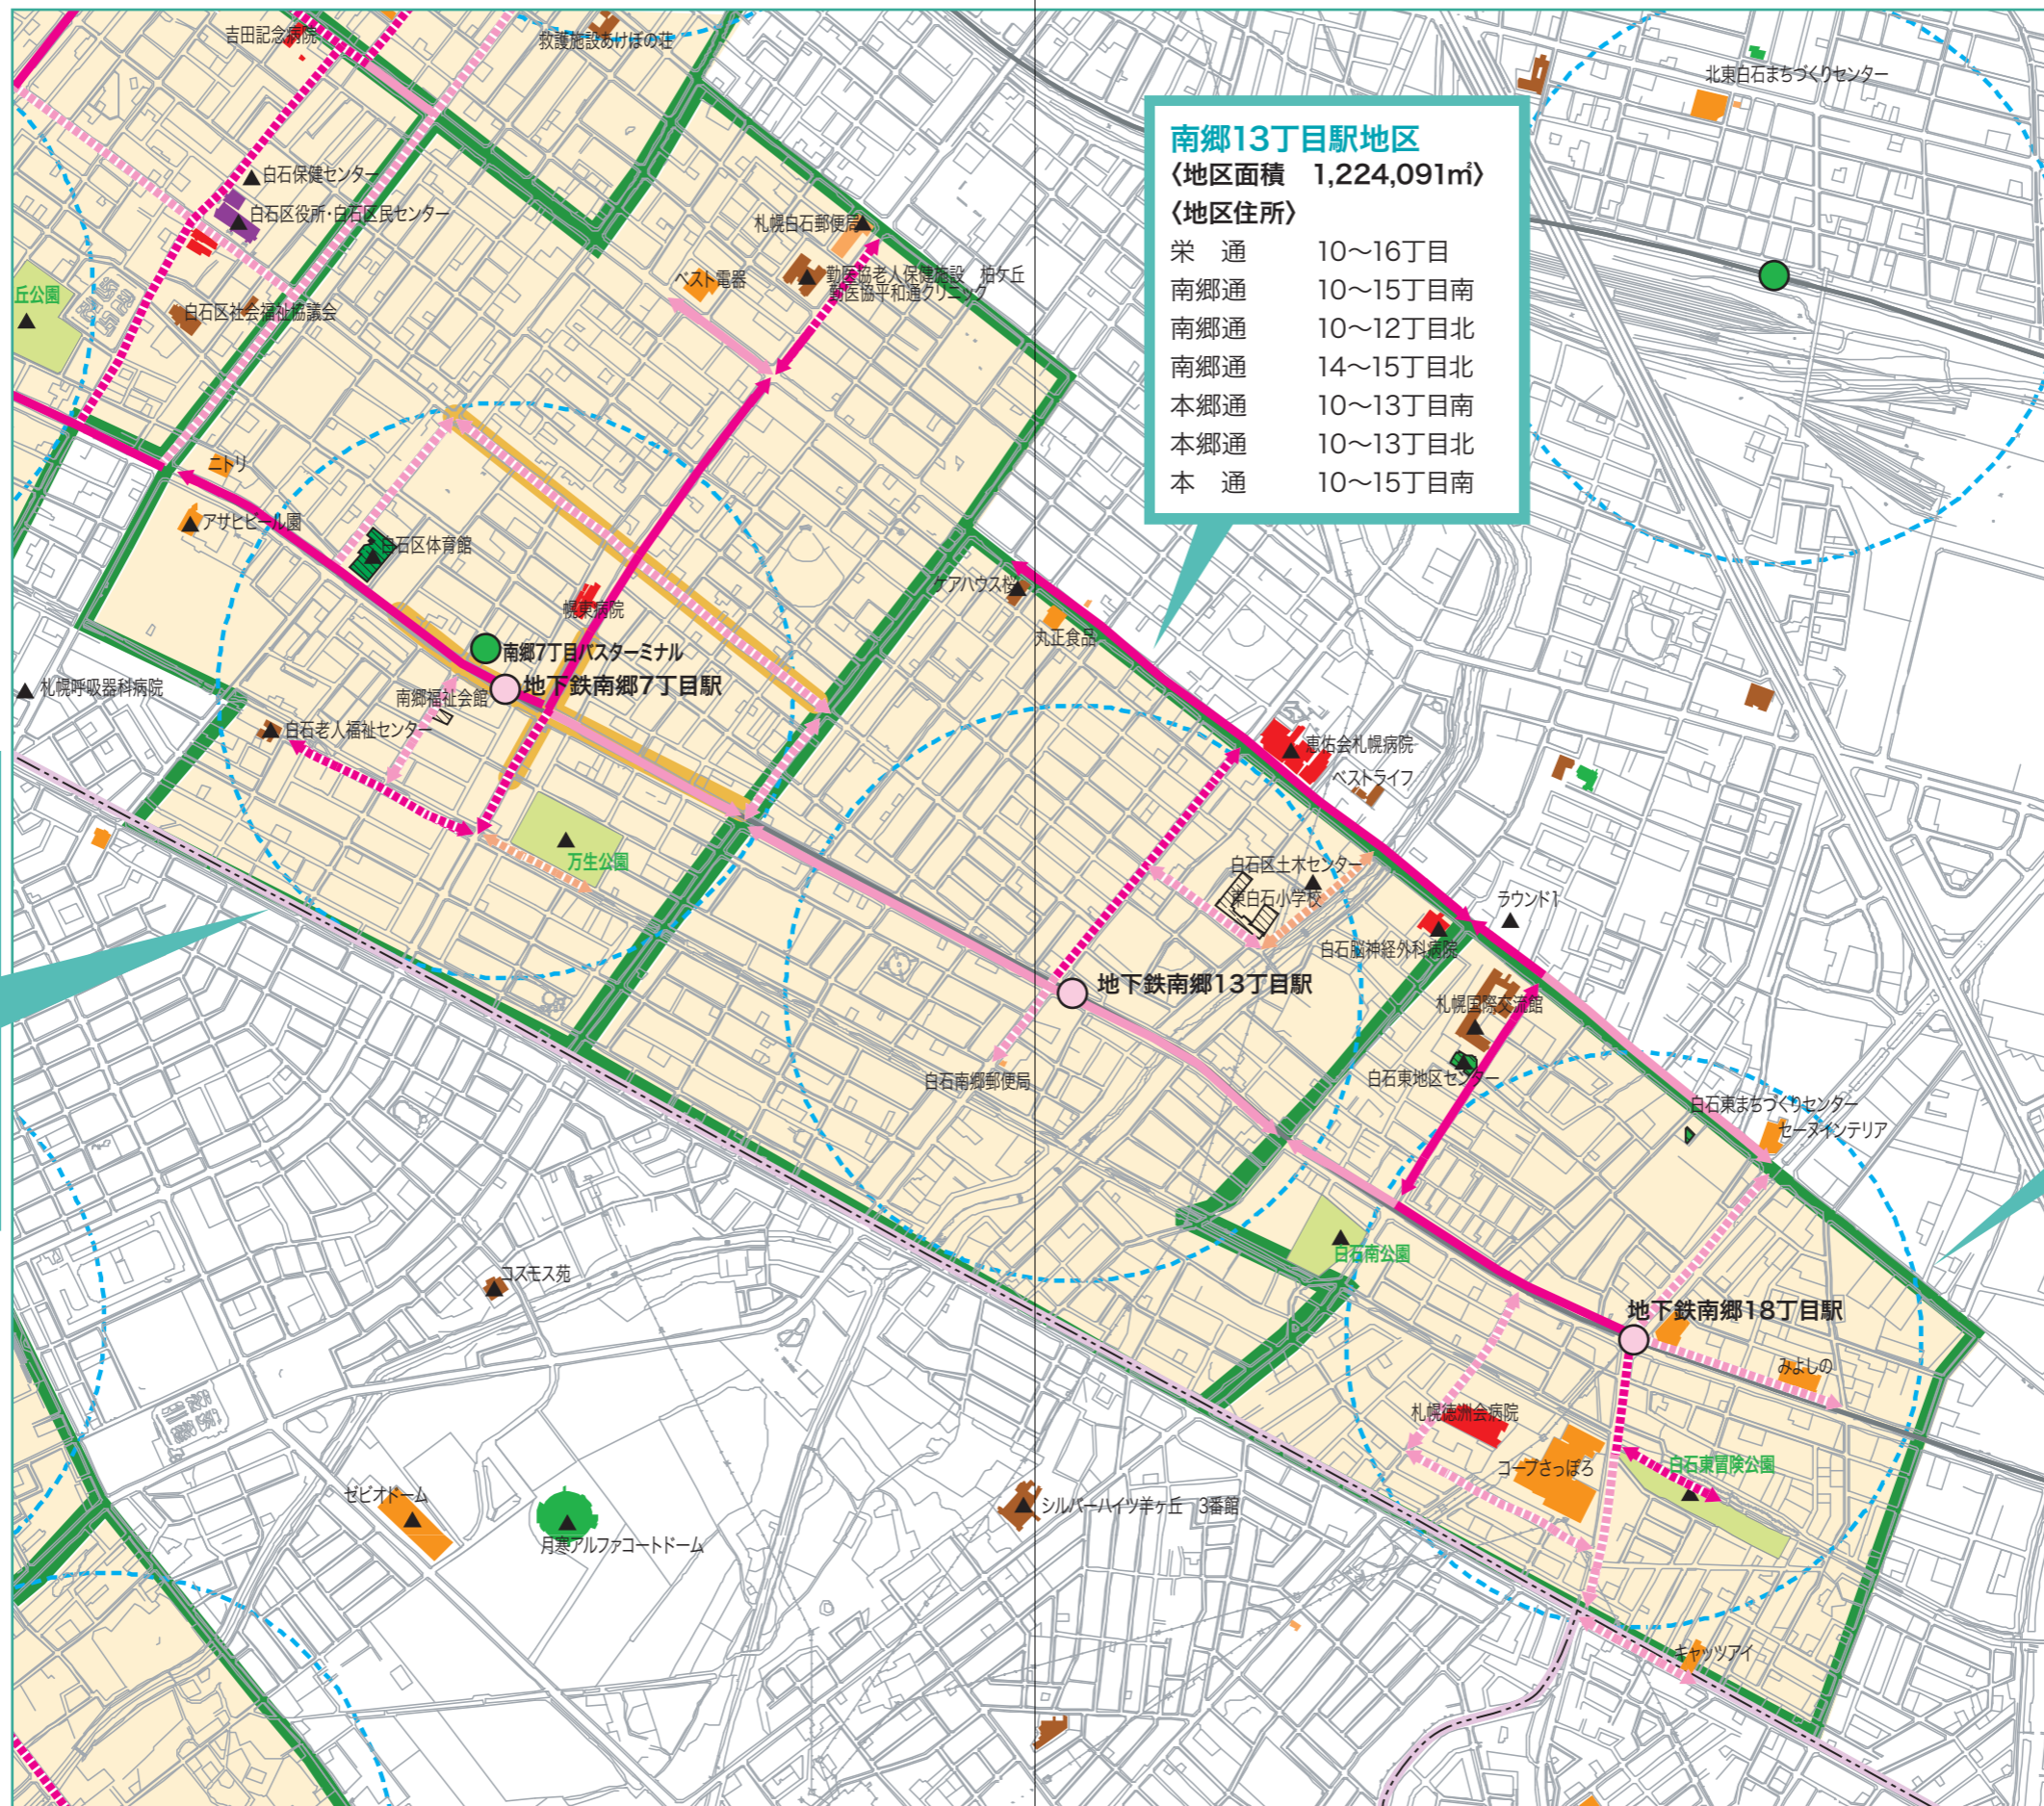 吉田記念病院
救護施設あけぼの荘
北東白石まちづくりセンター
南郷13丁目駅地区
〈地区面積　1,224,091㎡〉
〈地区住所〉
栄　通　10〜16丁目
南郷通　10〜15丁目南
南郷通　10〜12丁目北
南郷通　14〜15丁目北
本郷通　10〜13丁目南
本郷通　10〜13丁目北
本　通　10〜15丁目南
白石保健センター
白石区役所・白石区民センター
札幌白石郵便局
ベスト電器
勤医協老人保健施設　柏ケ丘
勤医協平和通クリニック
丘公園
白石区社会福祉協議会
ニトリ
アサヒビール園
白石区体育館
ケアハウス桜
幌東病院
丸正食品
南郷7丁目バスターミナル
地下鉄南郷7丁目駅
札幌呼吸器科病院
南郷福祉会館
白石老人福祉センター
恵佑会札幌病院
ベストライフ
万生公園
白石区土木センター
東白石小学校
ラウンド1
白石脳神経外科病院
地下鉄南郷13丁目駅
札幌国際交流館
白石南郷郵便局
白石東地区センター
白石東まちづくりセンター
セーヌインテリア
白石南公園
コスモス苑
地下鉄南郷18丁目駅
みよしの
札幌徳洲会病院
コープさっぽろ
白石東冒険公園
ゼビオドーム
シルバーハイツ羊ヶ丘　3番館
月寒アルファコートドーム
キャッツアイ